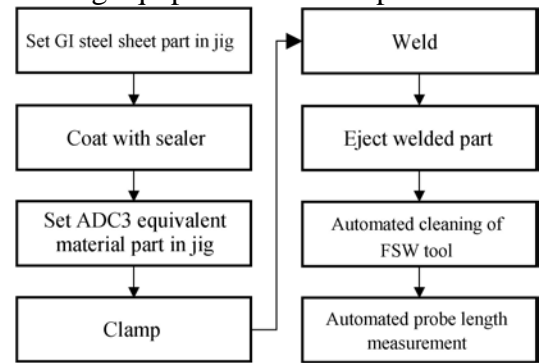 Set GI steel sheet part in jig
Coat with sealer
Set ADC3 equivalent
material part in jig
Clamp
Weld
Eject welded part
Automated cleaning of
FSW tool
Automated probe length
measurement